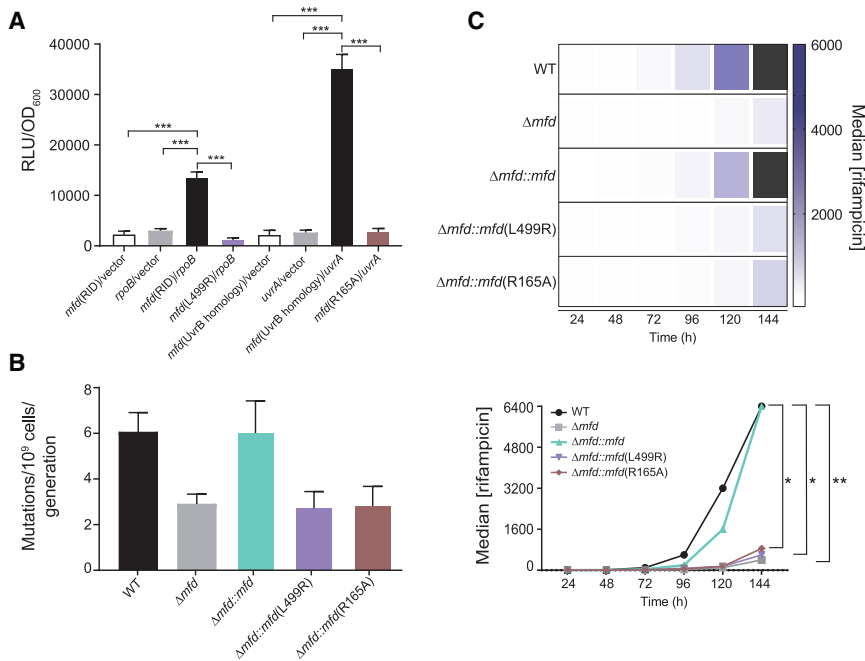 A
RLU/OD600
40000
30000
20000
10000
0
***
***
***
***
***
***
mfd(RID)/vector
rpoB/vector
mfd(RID)/rpoB
mfd(L499R)/rpoB
mfd(UvrB homology)/vector
uvrA/vector
mfd(UvrB homology)/uvrA
mfd(R165A)/uvrA
B
Mutations/10⁹ cells/
generation
8
6
4
2
0
WT
Δmfd
Δmfd::mfd
Δmfd::mfd(L499R)
Δmfd::mfd(R165A)
C
WT
Δmfd
Δmfd::mfd
Δmfd::mfd(L499R)
Δmfd::mfd(R165A)
24 48 72 96 120 144
Time (h)
6000
4000
2000
Median [rifampicin]
Median [rifampicin]
6400
4800
3200
1600
0
WT
Δmfd
Δmfd::mfd
Δmfd::mfd(L499R)
Δmfd::mfd(R165A)
* * **
24 48 72 96 120 144
Time (h)